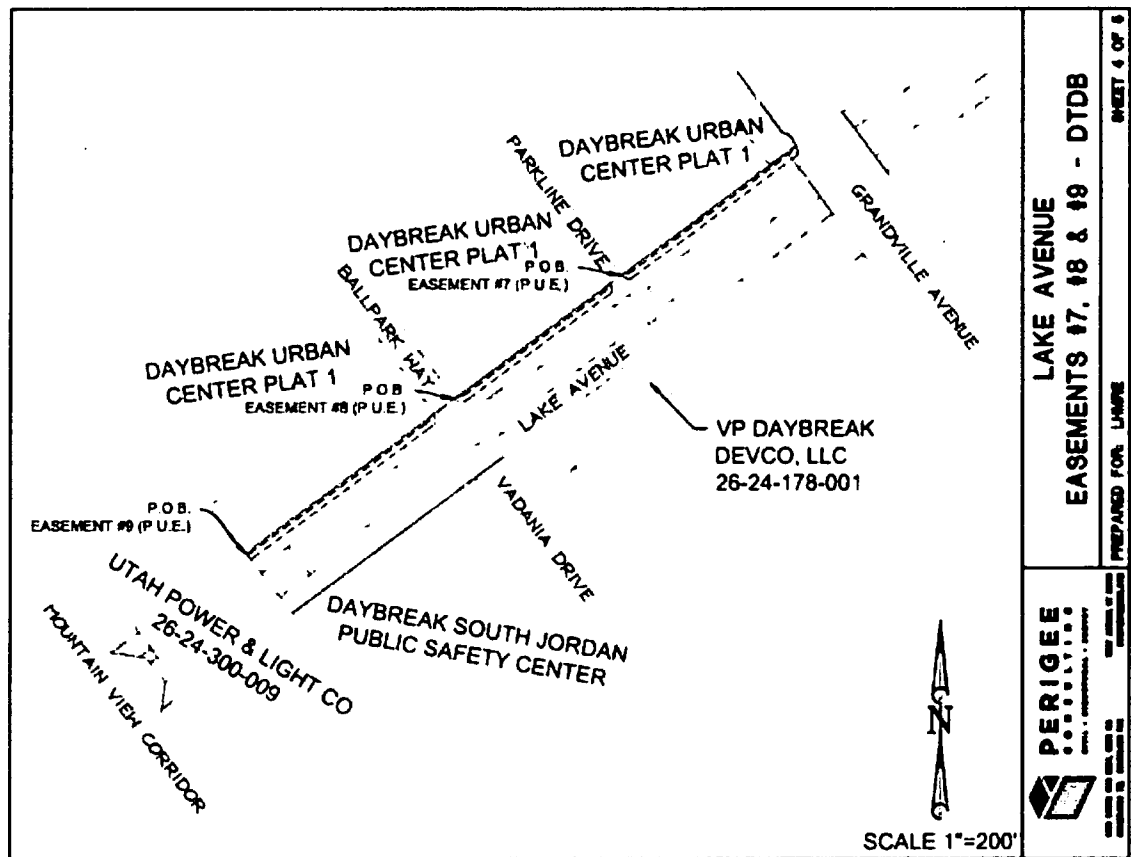 DAYBREAK URBAN
CENTER PLAT 1
PARKLINE DRIVE
GRANDVILLE AVENUE
DAYBREAK URBAN
CENTER PLAT 1
P O B.
EASEMENT #7 (P U E.)
BALLPARK WAY
DAYBREAK URBAN
CENTER PLAT 1
P O B
EASEMENT #8 (P U E.)
LAKE AVENUE
VP DAYBREAK
DEVCO, LLC
26-24-178-001
VADANIA DRIVE
P.O.B.
EASEMENT #9 (P U.E.)
UTAH POWER & LIGHT CO
26-24-300-009
DAYBREAK SOUTH JORDAN
PUBLIC SAFETY CENTER
MOUNTAIN VIEW CORRIDOR
N
SCALE 1"=200'
LAKE AVENUE
EASEMENTS #7, #8 & #9 - DTDB
SHEET 4 OF 6
PREPARED FOR: LHMRE
PERIGEE
CONSULTING